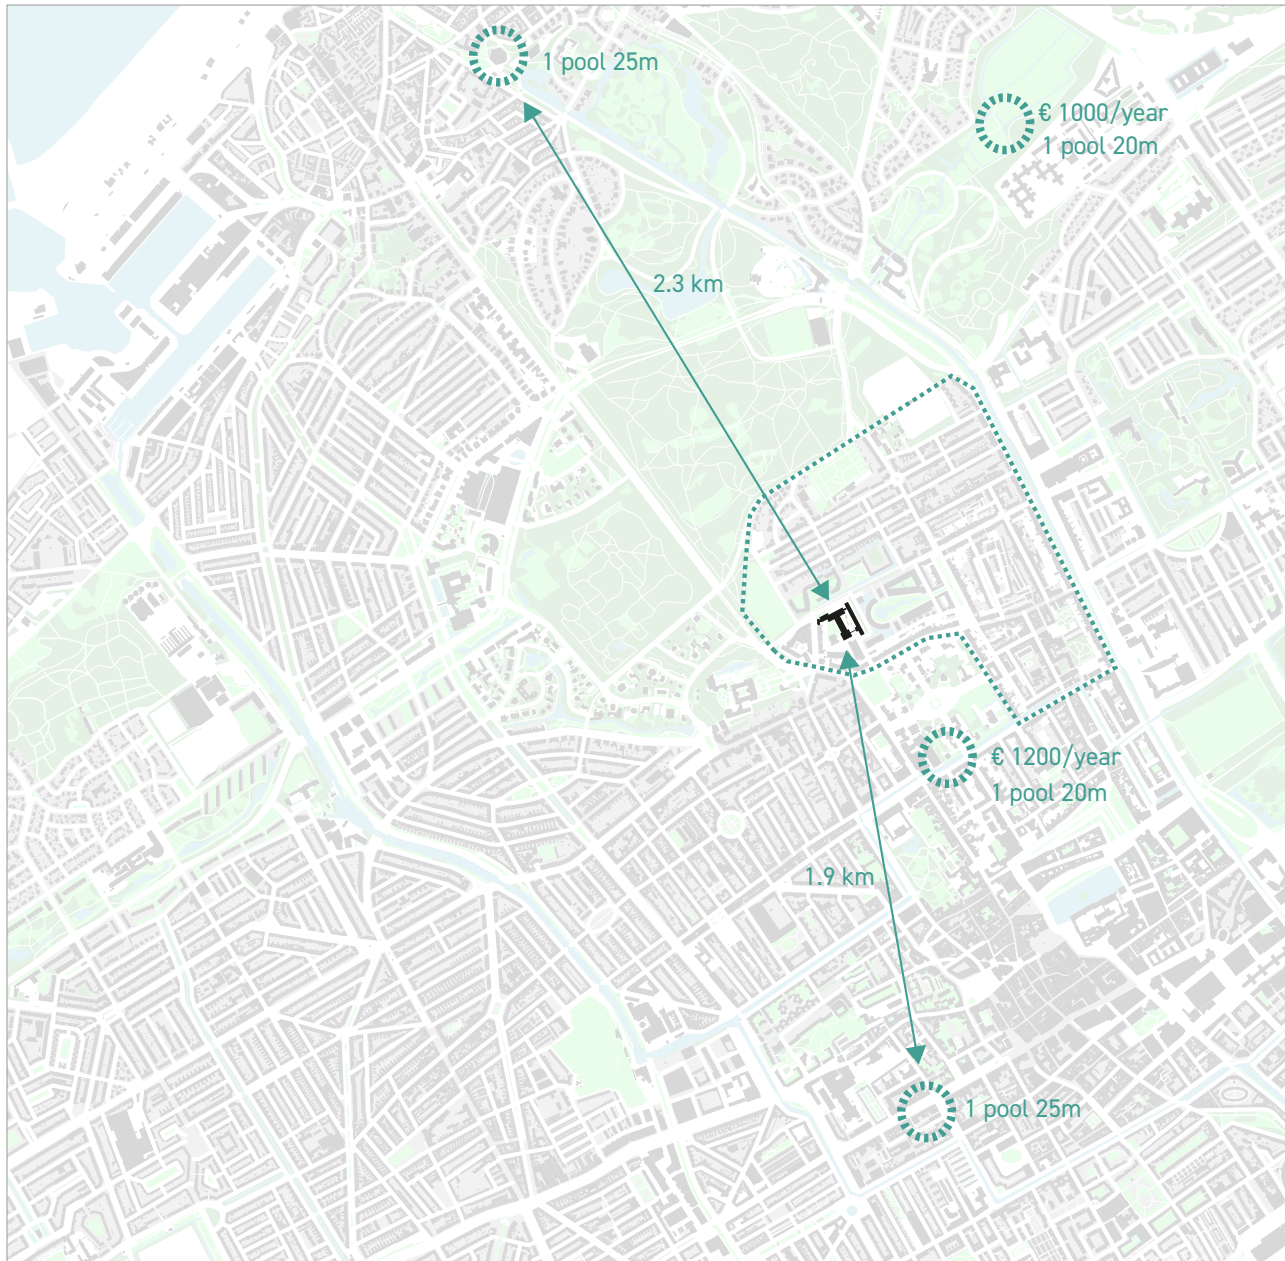 1 pool 25m
€ 1000/year
1 pool 20m
2.3 km
€ 1200/year
1 pool 20m
1.9 km
1 pool 25m